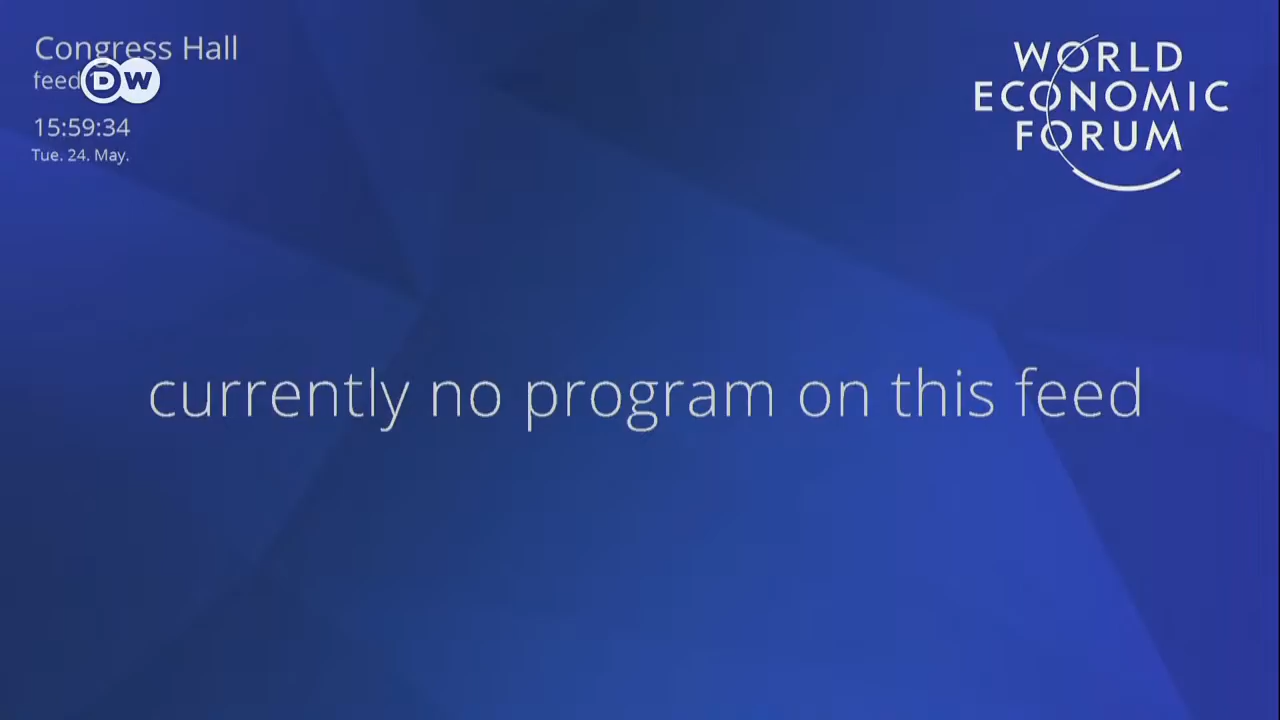 Congress Hall
feed
DW
15:59:34
Tue. 24. May.
WORLD
ECONOMIC
FORUM
currently no program on this feed